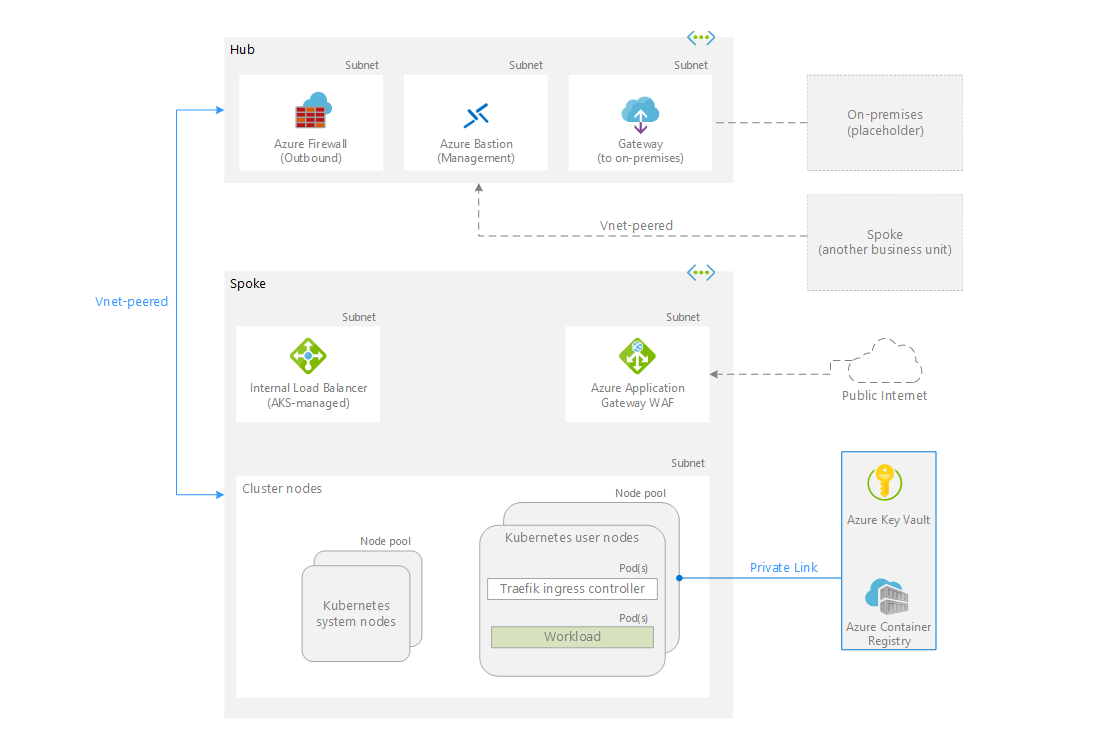 Hub
Subnet
Subnet
Subnet
Azure Firewall
(Outbound)
Azure Bastion
(Management)
Gateway
(to on-premises)
On-premises
(placeholder)
Vnet-peered
Spoke
(another business unit)
Vnet-peered
Spoke
Subnet
Subnet
Internal Load Balancer
(AKS-managed)
Azure Application
Gateway WAF
Public Internet
Subnet
Cluster nodes
Node pool
Kubernetes
system nodes
Node pool
Kubernetes user nodes
Pod(s)
Traefik ingress controller
Pod(s)
Workload
Private Link
Azure Key Vault
Azure Container
Registry